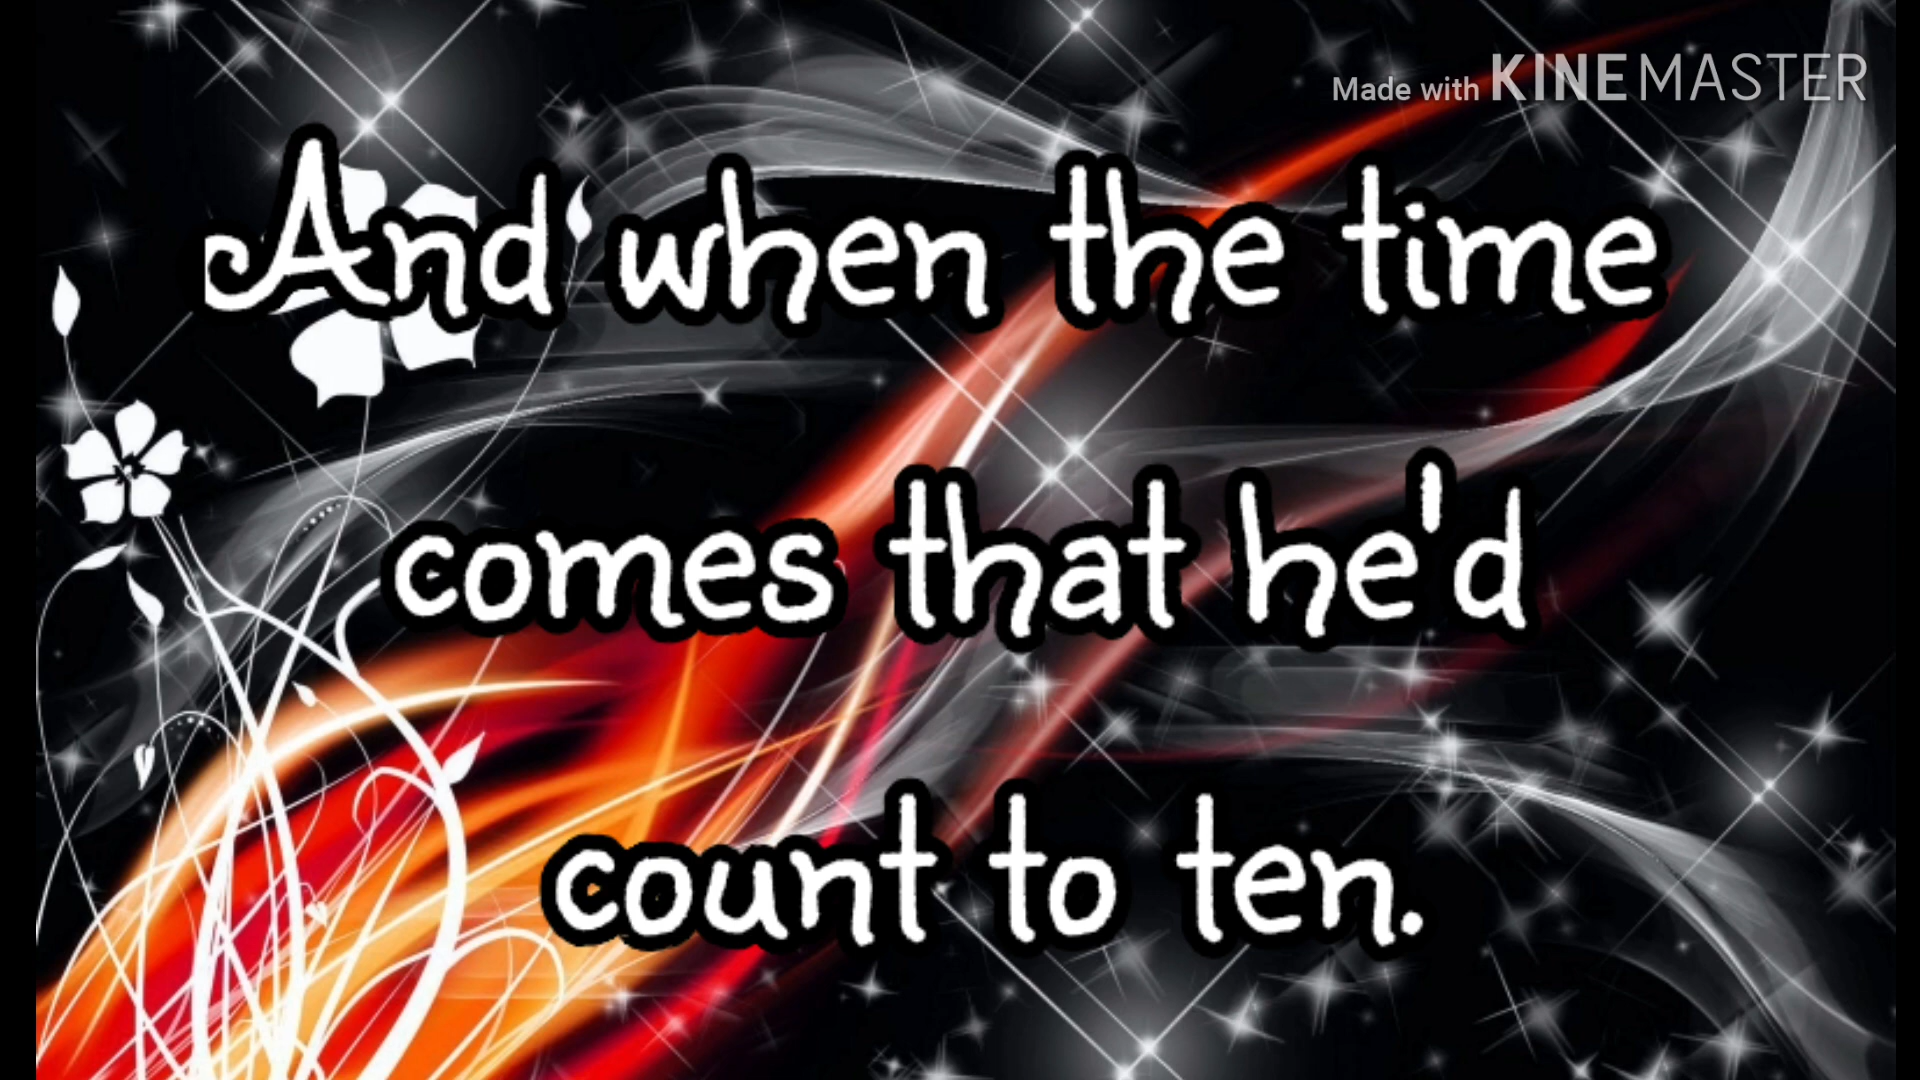 Made with KINEMASTER
And when the time
comes that he'd
count to ten.